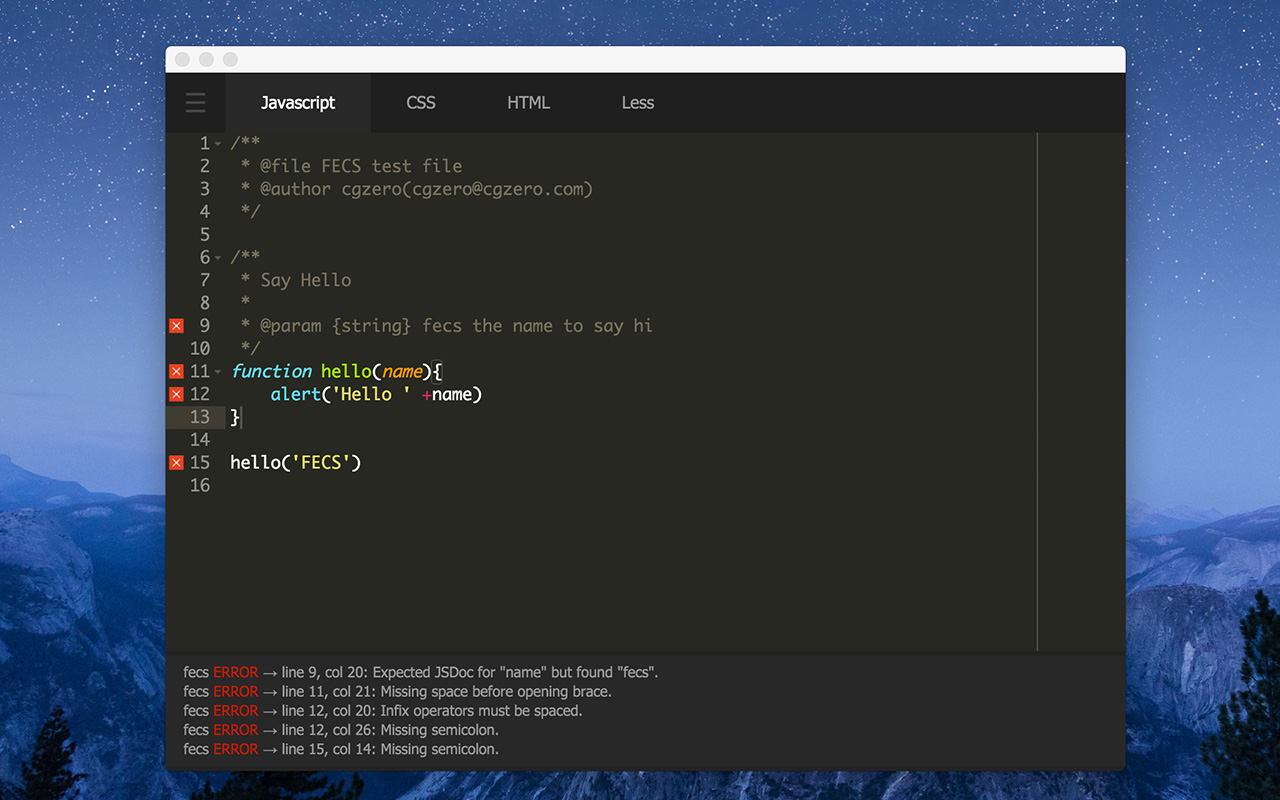 Javascript CSS HTML Less
1 /**
2  * @file FECS test file
3  * @author cgzero(cgzero@cgzero.com)
4  */
5
6 /**
7  * Say Hello
8  *
9  * @param {string} fecs the name to say hi
10  */
11 function hello(name){
12     alert('Hello ' +name)
13 }
14
15 hello('FECS')
16
fecs ERROR → line 9, col 20: Expected JSDoc for "name" but found "fecs".
fecs ERROR → line 11, col 21: Missing space before opening brace.
fecs ERROR → line 12, col 20: Infix operators must be spaced.
fecs ERROR → line 12, col 26: Missing semicolon.
fecs ERROR → line 15, col 14: Missing semicolon.